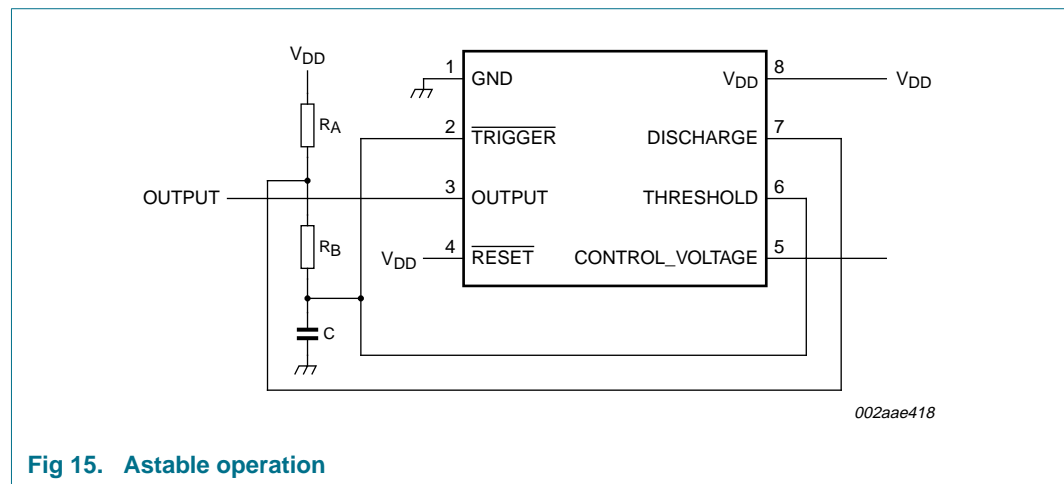 VDD
RA
OUTPUT
RB
VDD
C
1 GND
2 TRIGGER
3 OUTPUT
4 RESET
VDD 8 VDD
DISCHARGE 7
THRESHOLD 6
CONTROL_VOLTAGE 5
002aae418
Fig 15. Astable operation